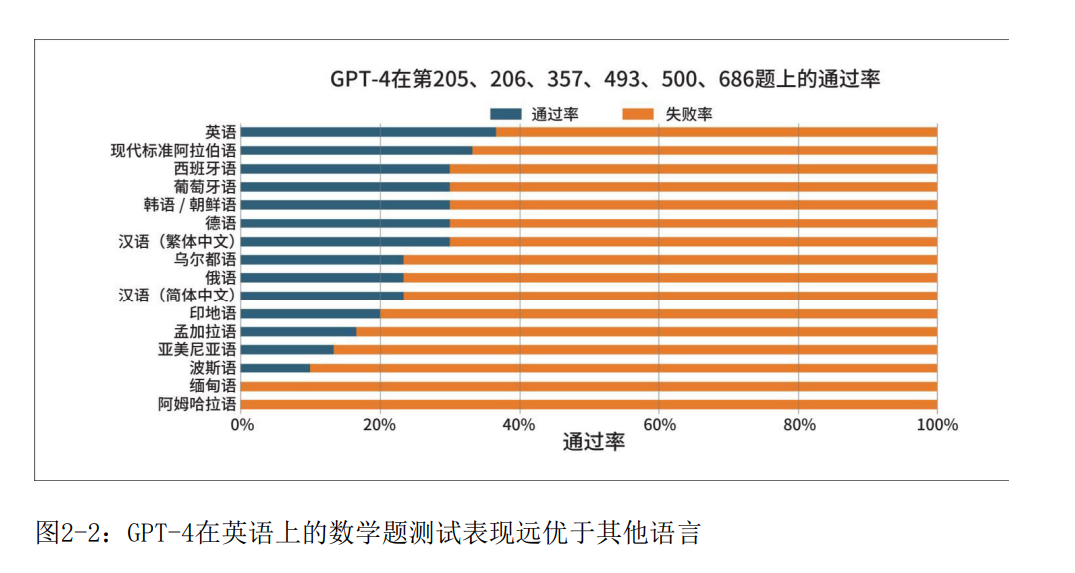 GPT-4在第205、206、357、493、500、686题上的通过率
通过率 失败率
英语
现代标准阿拉伯语
西班牙语
葡萄牙语
韩语 / 朝鲜语
德语
汉语（繁体中文）
乌尔都语
俄语
汉语（简体中文）
印地语
孟加拉语
亚美尼亚语
波斯语
缅甸语
阿姆哈拉语
0% 20% 40% 60% 80% 100%
通过率
图2-2：GPT-4在英语上的数学题测试表现远优于其他语言